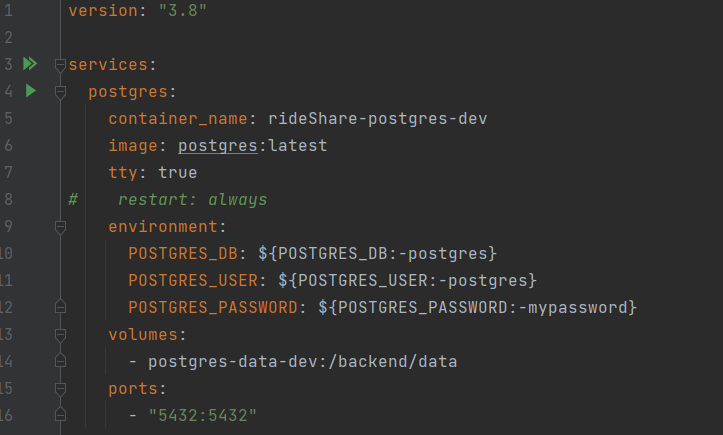 1 version: "3.8"
2
3 services:
4   postgres:
5     container_name: rideShare-postgres-dev
6     image: postgres:latest
7     tty: true
8 #    restart: always
9     environment:
10       POSTGRES_DB: ${POSTGRES_DB:-postgres}
11       POSTGRES_USER: ${POSTGRES_USER:-postgres}
12       POSTGRES_PASSWORD: ${POSTGRES_PASSWORD:-mypassword}
13     volumes:
14       - postgres-data-dev:/backend/data
15     ports:
16       - "5432:5432"